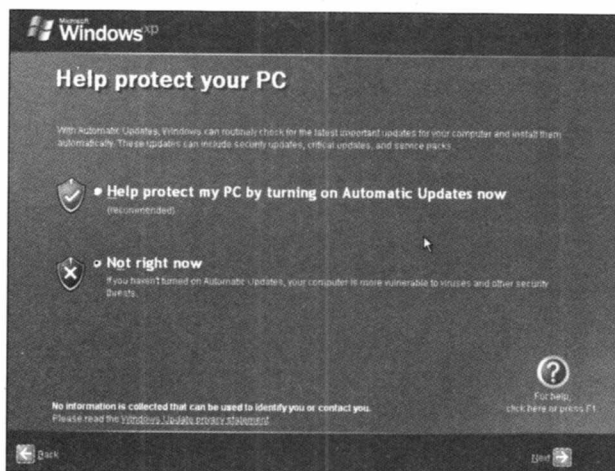 Microsoft
Windows xp
Help protect your PC
With Automatic Updates, Windows can routinely check for the latest important updates for your computer and install them
automatically. These updates can include security updates, critical updates, and service packs.
Help protect my PC by turning on Automatic Updates now
(recommended)
Not right now
If you haven't turned on Automatic Updates, your computer is more vulnerable to viruses and other security
threats.
For help,
click here or press F1
No information is collected that can be used to identify you or contact you.
Please read the Windows Update privacy statement
Back
Next